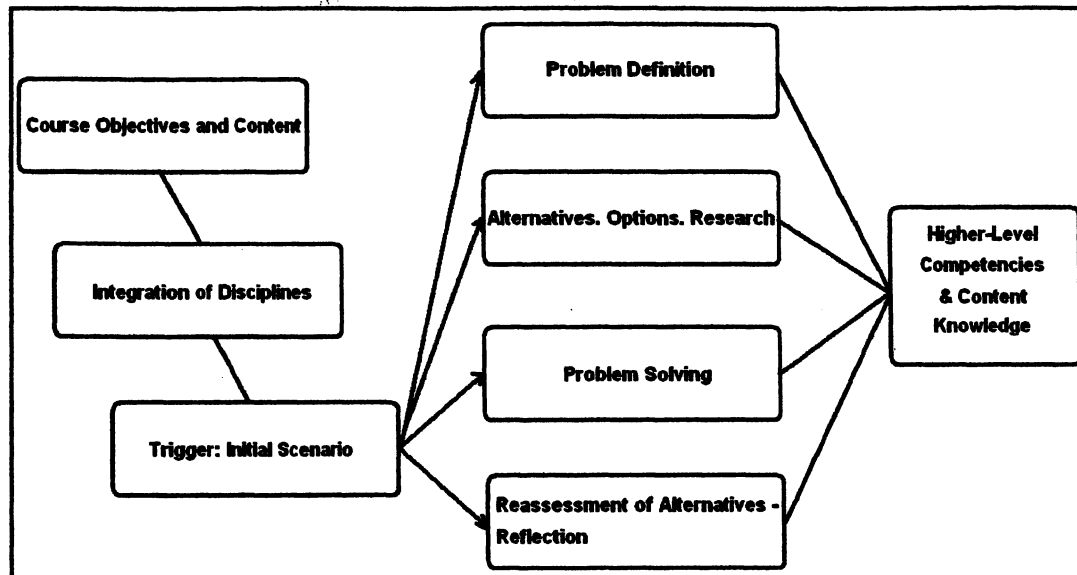 Course Objectives and Content
Integration of Disciplines
Trigger: Initial Scenario
Problem Definition
Alternatives. Options. Research
Problem Solving
Reassessment of Alternatives -
Reflection
Higher-Level
Competencies
& Content
Knowledge